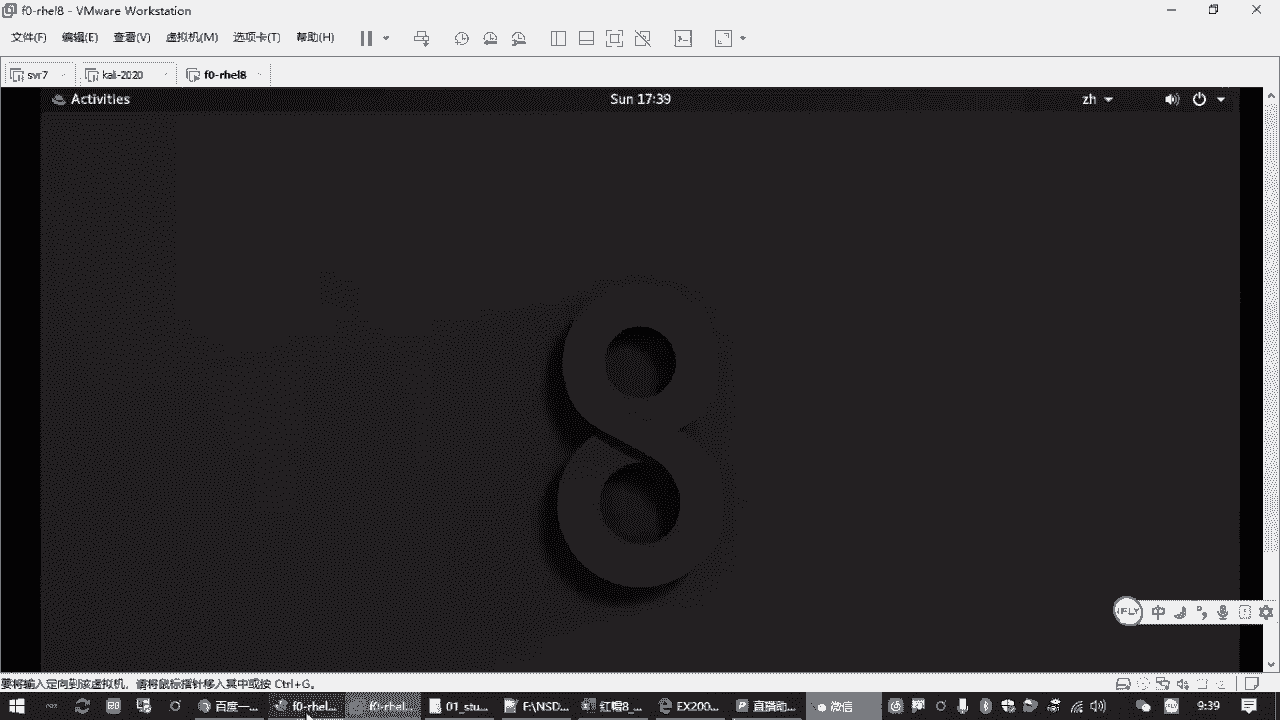 f0-rhel8 - VMware Workstation
文件(F) 编辑(E) 查看(V) 虚拟机(M) 选项卡(T) 帮助(H)
svr7 kali-2020 f0-rhel8
Activities Sun 17:39 zh
8
iFLY 中
要将输入定向到该虚拟机，请将鼠标指针移入其中或按 Ctrl+G。
百度一... f0-rhel... f0-rhel... 01_stu... F:\NSD... 红帽8_... EX200... 直播... 微信 9:39